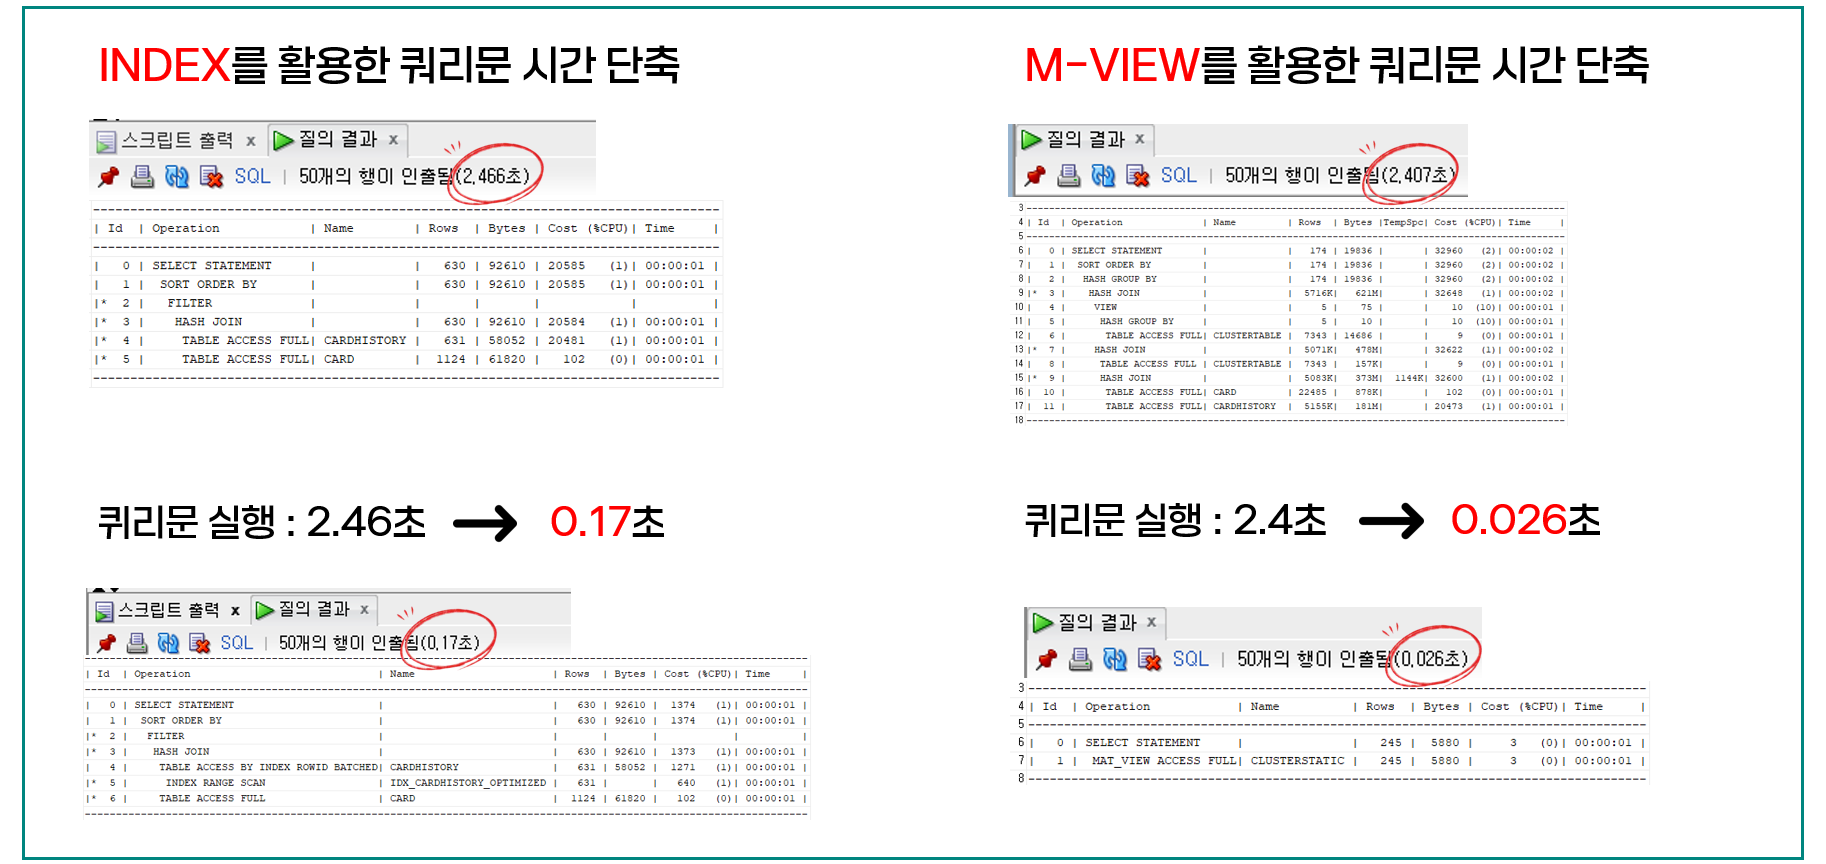 INDEX를 활용한 쿼리문 시간 단축
스크립트 출력 x 질의 결과 x
SQL | 50개의 행이 인출됨(2,466초)
--------------------------------------------------------------------------------
| Id | Operation | Name | Rows | Bytes | Cost (%CPU)| Time |
--------------------------------------------------------------------------------
| 0 | SELECT STATEMENT | | 630 | 92610 | 20585 (1)| 00:00:01 |
| 1 | SORT ORDER BY | | 630 | 92610 | 20585 (1)| 00:00:01 |
|* 2 | FILTER | | | | | |
|* 3 | HASH JOIN | | 630 | 92610 | 20584 (1)| 00:00:01 |
|* 4 | TABLE ACCESS FULL| CARDHISTORY | 631 | 58052 | 20481 (1)| 00:00:01 |
|* 5 | TABLE ACCESS FULL| CARD | 1124 | 61820 | 102 (0)| 00:00:01 |
--------------------------------------------------------------------------------
퀴리문 실행 : 2.46초 → 0.17초
스크립트 출력 x 질의 결과 x
SQL | 50개의 행이 인출됨(0,17초)
--------------------------------------------------------------------------------
| Id | Operation | Name | Rows | Bytes | Cost (%CPU)| Time |
--------------------------------------------------------------------------------
| 0 | SELECT STATEMENT | | 630 | 92610 | 1374 (1)| 00:00:01 |
| 1 | SORT ORDER BY | | 630 | 92610 | 1374 (1)| 00:00:01 |
|* 2 | FILTER | | | | | |
|* 3 | HASH JOIN | | 630 | 92610 | 1373 (1)| 00:00:01 |
| 4 | TABLE ACCESS BY INDEX ROWID BATCHED| CARDHISTORY | 631 | 58052 | 1271 (1)| 00:00:01 |
|* 5 | INDEX RANGE SCAN | IDX_CARDHISTORY_OPTIMIZED | 631 | | 640 (1)| 00:00:01 |
|* 6 | TABLE ACCESS FULL | CARD | 1124 | 61820 | 102 (0)| 00:00:01 |
--------------------------------------------------------------------------------
M-VIEW를 활용한 쿼리문 시간 단축
질의 결과 x
SQL | 50개의 행이 인출됨(2,407초)
3 --------------------------------------------------------------------------------
4 | Id | Operation | Name | Rows | Bytes |TempSpc| Cost (%CPU)| Time |
5 --------------------------------------------------------------------------------
6 | 0 | SELECT STATEMENT | | 174 | 19836 | | 32960 (2)| 00:00:02 |
7 | 1 | SORT ORDER BY | | 174 | 19836 | | 32960 (2)| 00:00:02 |
8 | 2 | HASH GROUP BY | | 174 | 19836 | | 32960 (2)| 00:00:02 |
9 |* 3 | HASH JOIN | | 5716K| 621M| | 32648 (1)| 00:00:02 |
10 | 4 | VIEW | | 5 | 75 | | 10 (10)| 00:00:01 |
11 | 5 | HASH GROUP BY | | 5 | 10 | | 10 (10)| 00:00:01 |
12 | 6 | TABLE ACCESS FULL| CLUSTERTABLE | 7343 | 14686 | | 9 (0)| 00:00:01 |
13 |* 7 | HASH JOIN | | 5071K| 478M| | 32622 (1)| 00:00:02 |
14 | 8 | TABLE ACCESS FULL | CLUSTERTABLE | 7343 | 157K| | 9 (0)| 00:00:01 |
15 |* 9 | HASH JOIN | | 5083K| 373M| 1144K| 32600 (1)| 00:00:02 |
16 | 10 | TABLE ACCESS FULL| CARD | 22485 | 878K| | 102 (0)| 00:00:01 |
17 | 11 | TABLE ACCESS FULL| CARDHISTORY | 5155K| 181M| | 20473 (1)| 00:00:01 |
18 --------------------------------------------------------------------------------
퀴리문 실행 : 2.4초 → 0.026초
질의 결과 x
SQL | 50개의 행이 인출됨(0,026초)
3 --------------------------------------------------------------------------------
4 | Id | Operation | Name | Rows | Bytes | Cost (%CPU)| Time |
5 --------------------------------------------------------------------------------
6 | 0 | SELECT STATEMENT | | 245 | 5880 | 3 (0)| 00:00:01 |
7 | 1 | MAT_VIEW ACCESS FULL| CLUSTERSTATIC | 245 | 5880 | 3 (0)| 00:00:01 |
8 --------------------------------------------------------------------------------